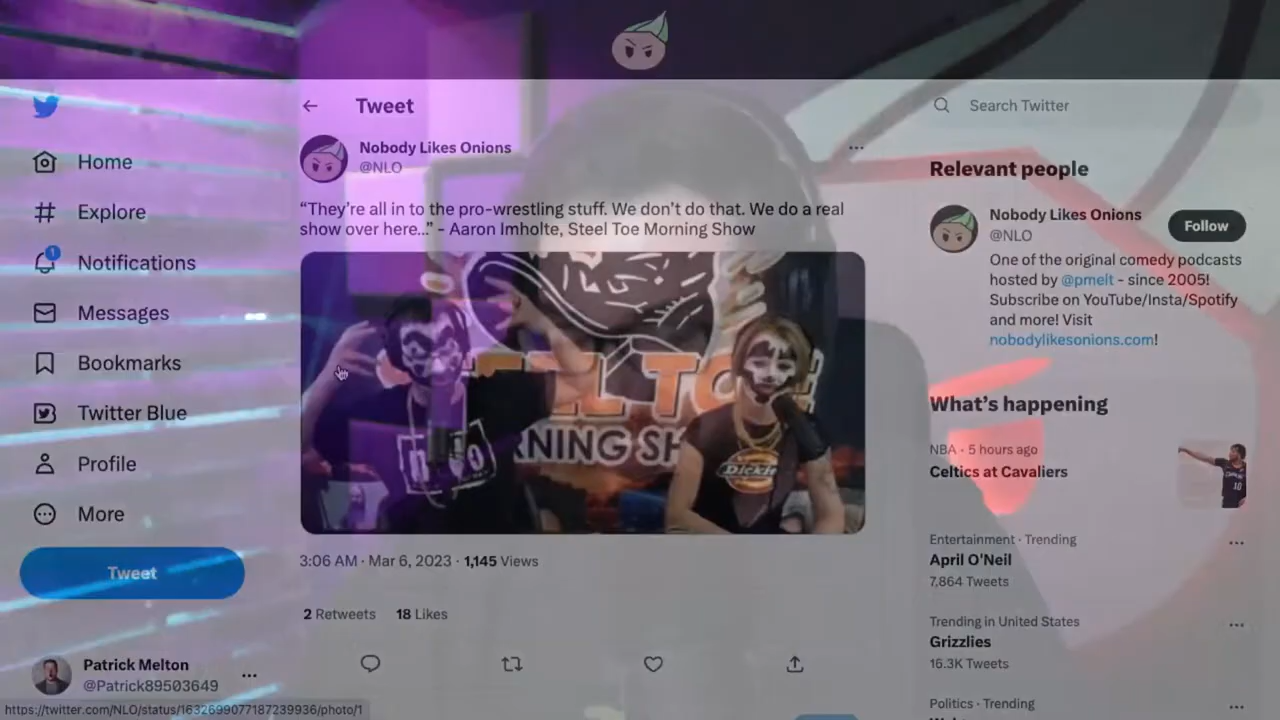 Tweet
Search Twitter
Nobody Likes Onions
@NLO
Home
Explore
1
Notifications
Messages
Bookmarks
Twitter Blue
Profile
More
Tweet
Patrick Melton
@Patrick89503649
https://twitter.com/NLO/status/1632699077187239936/photo/1
“They’re all in to the pro-wrestling stuff. We don’t do that. We do a real
show over here...” - Aaron Imholte, Steel Toe Morning Show
RNING SH
Dickie
3:06 AM · Mar 6, 2023 · 1,145 Views
2 Retweets 18 Likes
Relevant people
Nobody Likes Onions
@NLO
Follow
One of the original comedy podcasts
hosted by @pmelt - since 2005!
Subscribe on YouTube/Insta/Spotify
and more! Visit
nobodylikesonions.com!
What’s happening
NBA · 5 hours ago
Celtics at Cavaliers
10
Entertainment · Trending
April O'Neil
7,864 Tweets
Trending in United States
Grizzlies
16.3K Tweets
Politics · Trending